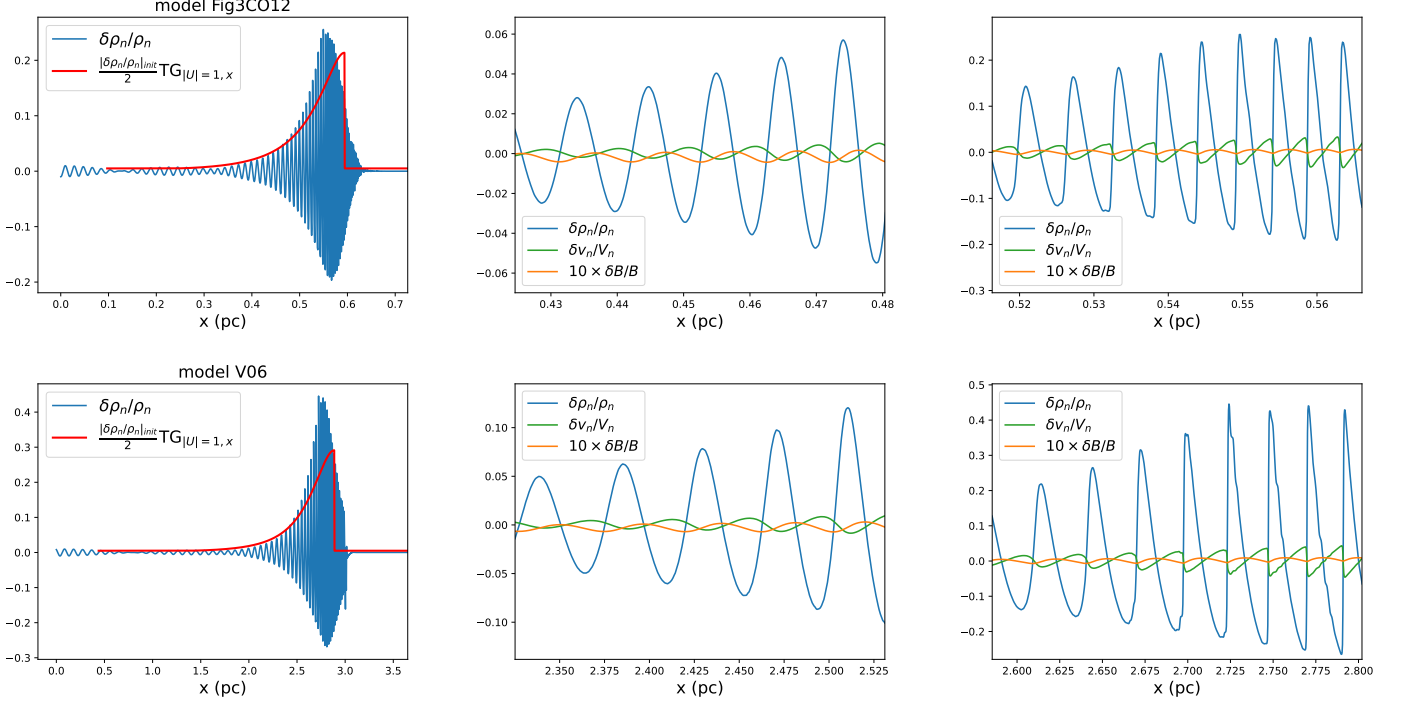 model Fig3CO12
δρn/ρn
|δρn/ρn|init/2 TG|U|=1, x
0.2
0.1
0.0
−0.1
−0.2
0.0 0.1 0.2 0.3 0.4 0.5 0.6 0.7
x (pc)
0.06
0.04
0.02
0.00
−0.02
−0.04
−0.06
δρn/ρn
δvn/Vn
10 × δB/B
0.43 0.44 0.45 0.46 0.47 0.48
x (pc)
0.2
0.1
0.0
−0.1
−0.2
−0.3
δρn/ρn
δvn/Vn
10 × δB/B
0.52 0.53 0.54 0.55 0.56
x (pc)
model V06
δρn/ρn
|δρn/ρn|init/2 TG|U|=1, x
0.4
0.3
0.2
0.1
0.0
−0.1
−0.2
−0.3
0.0 0.5 1.0 1.5 2.0 2.5 3.0 3.5
x (pc)
δρn/ρn
δvn/Vn
10 × δB/B
0.10
0.05
0.00
−0.05
−0.10
2.350 2.375 2.400 2.425 2.450 2.475 2.500 2.525
x (pc)
δρn/ρn
δvn/Vn
10 × δB/B
0.5
0.4
0.3
0.2
0.1
0.0
−0.1
−0.2
2.600 2.625 2.650 2.675 2.700 2.725 2.750 2.775 2.800
x (pc)